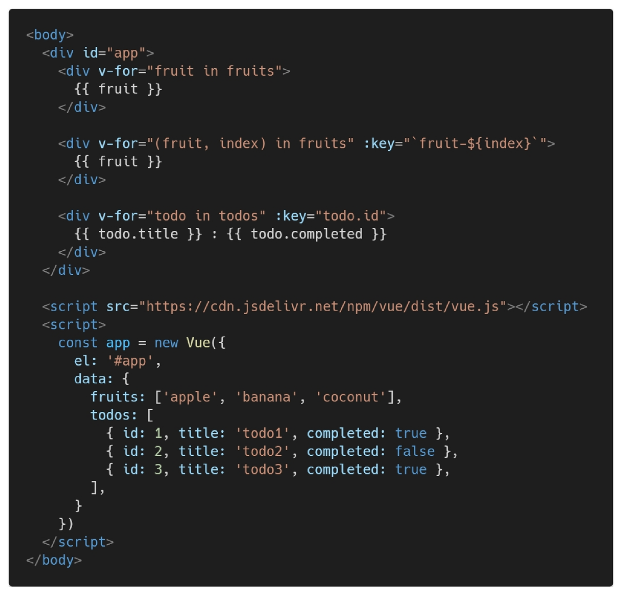 <body>
  <div id="app">
    <div v-for="fruit in fruits">
      {{ fruit }}
    </div>

    <div v-for="(fruit, index) in fruits" :key="`fruit-${index}`">
      {{ fruit }}
    </div>

    <div v-for="todo in todos" :key="todo.id">
      {{ todo.title }} : {{ todo.completed }}
    </div>
  </div>

  <script src="https://cdn.jsdelivr.net/npm/vue/dist/vue.js"></script>
  <script>
    const app = new Vue({
      el: '#app',
      data: {
        fruits: ['apple', 'banana', 'coconut'],
        todos: [
          { id: 1, title: 'todo1', completed: true },
          { id: 2, title: 'todo2', completed: false },
          { id: 3, title: 'todo3', completed: true },
        ],
      }
    })
  </script>
</body>